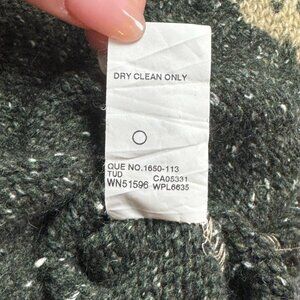 DRY CLEAN ONLY
QUE NO.1650-113
TUD CA05331
WN51596 WPL6635